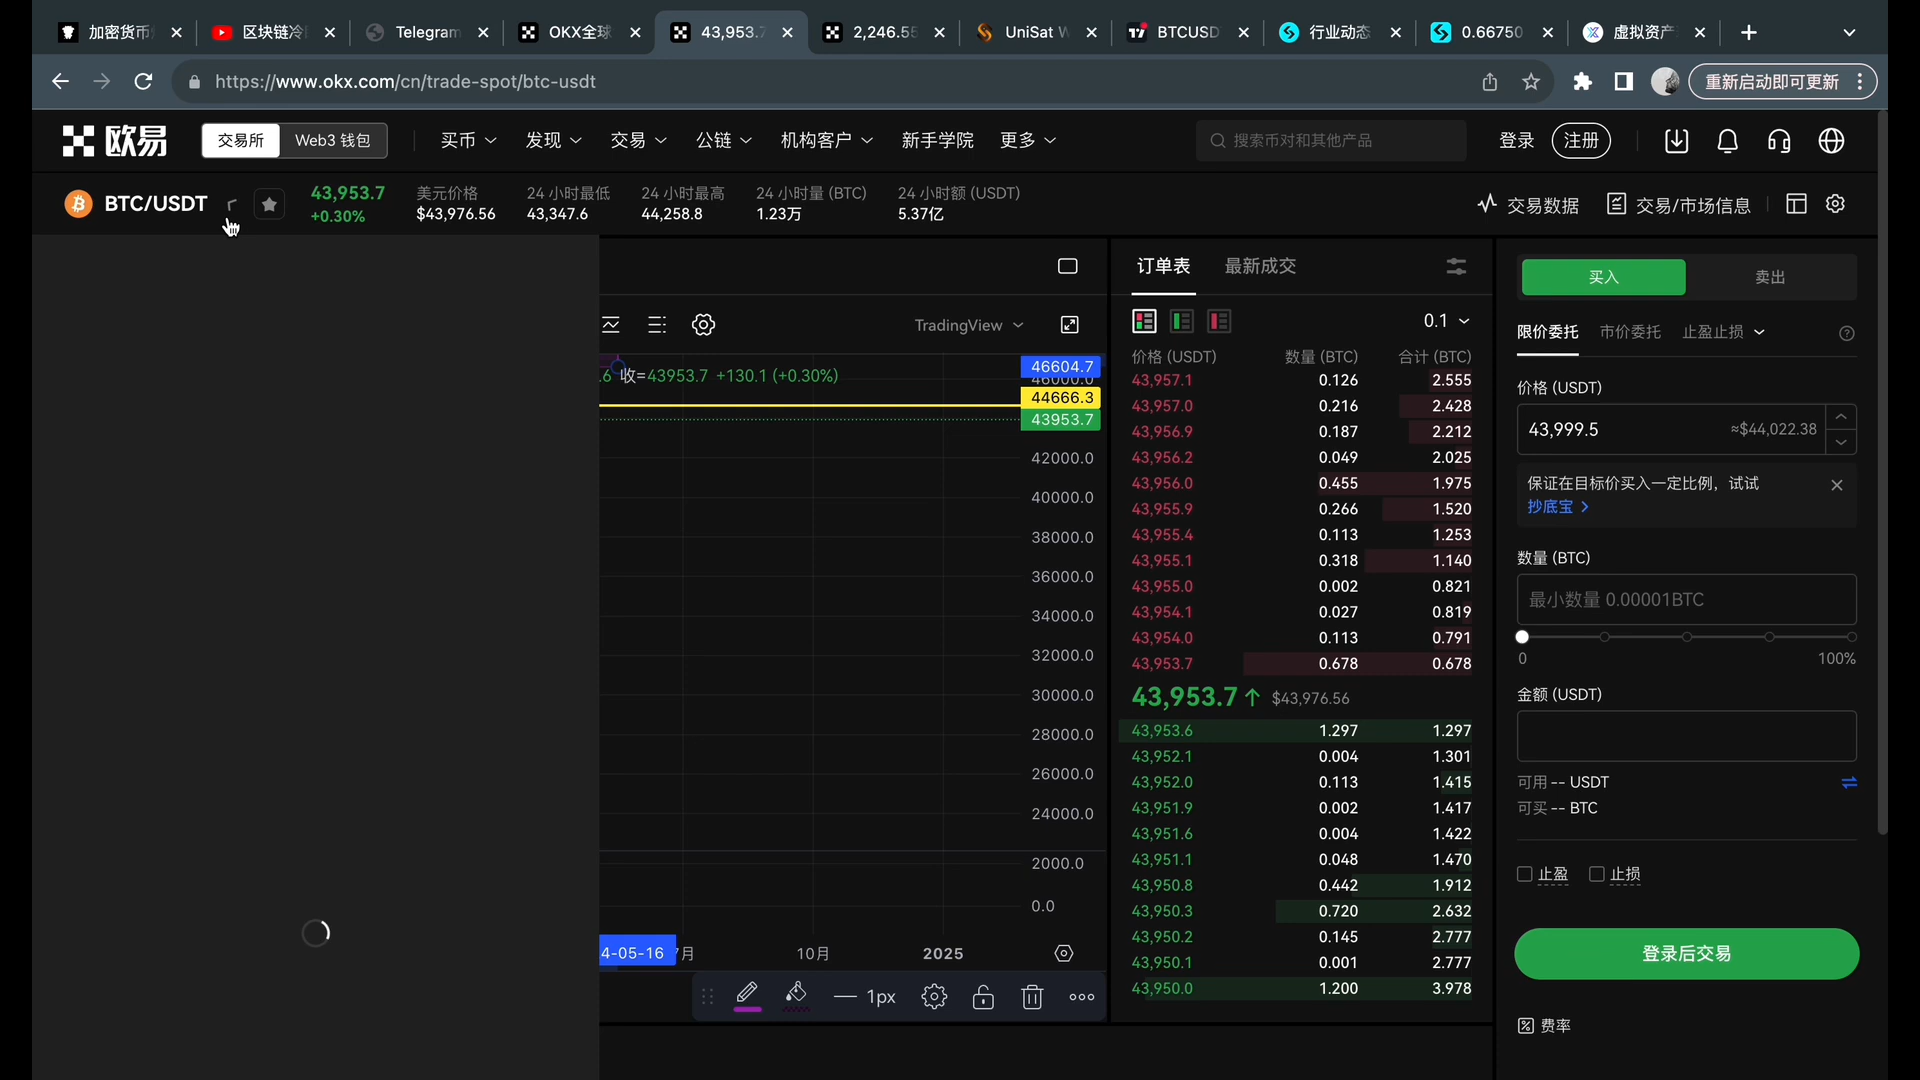 加密货币
区块链冷
Telegram
OKX全球
43,953.7
2,246.55
UniSat W
BTCUSD
行业动态
0.66750
虚拟资产
https://www.okx.com/cn/trade-spot/btc-usdt
重新启动即可更新
欧易
交易所
Web3 钱包
买币
发现
交易
公链
机构客户
新手学院
更多
搜索币对和其他产品
登录
注册
BTC/USDT
43,953.7
+0.30%
美元价格
$43,976.56
24 小时最低
43,347.6
24 小时最高
44,258.8
24 小时量 (BTC)
1.23万
24 小时额 (USDT)
5.37亿
交易数据
交易/市场信息
TradingView
.6 收=43953.7 +130.1 (+0.30%)
46604.7
46000.0
44666.3
43953.7
42000.0
40000.0
38000.0
36000.0
34000.0
32000.0
30000.0
28000.0
26000.0
24000.0
2000.0
0.0
4-05-16
月
10月
2025
1px
订单表
最新成交
0.1
价格 (USDT) 数量 (BTC) 合计 (BTC)
43,957.1 0.126 2.555
43,957.0 0.216 2.428
43,956.9 0.187 2.212
43,956.2 0.049 2.025
43,956.0 0.455 1.975
43,955.9 0.266 1.520
43,955.4 0.113 1.253
43,955.1 0.318 1.140
43,955.0 0.002 0.821
43,954.1 0.027 0.819
43,954.0 0.113 0.791
43,953.7 0.678 0.678
43,953.7↑ $43,976.56
43,953.6 1.297 1.297
43,952.1 0.004 1.301
43,952.0 0.113 1.415
43,951.9 0.002 1.417
43,951.6 0.004 1.422
43,951.1 0.048 1.470
43,950.8 0.442 1.912
43,950.3 0.720 2.632
43,950.2 0.145 2.777
43,950.1 0.001 2.777
43,950.0 1.200 3.978
买入
卖出
限价委托
市价委托
止盈止损
价格 (USDT)
43,999.5
≈$44,022.38
保证在目标价买入一定比例，试试
抄底宝
数量 (BTC)
最小数量 0.00001BTC
0
100%
金额 (USDT)
可用 -- USDT
可买 -- BTC
止盈
止损
登录后交易
费率